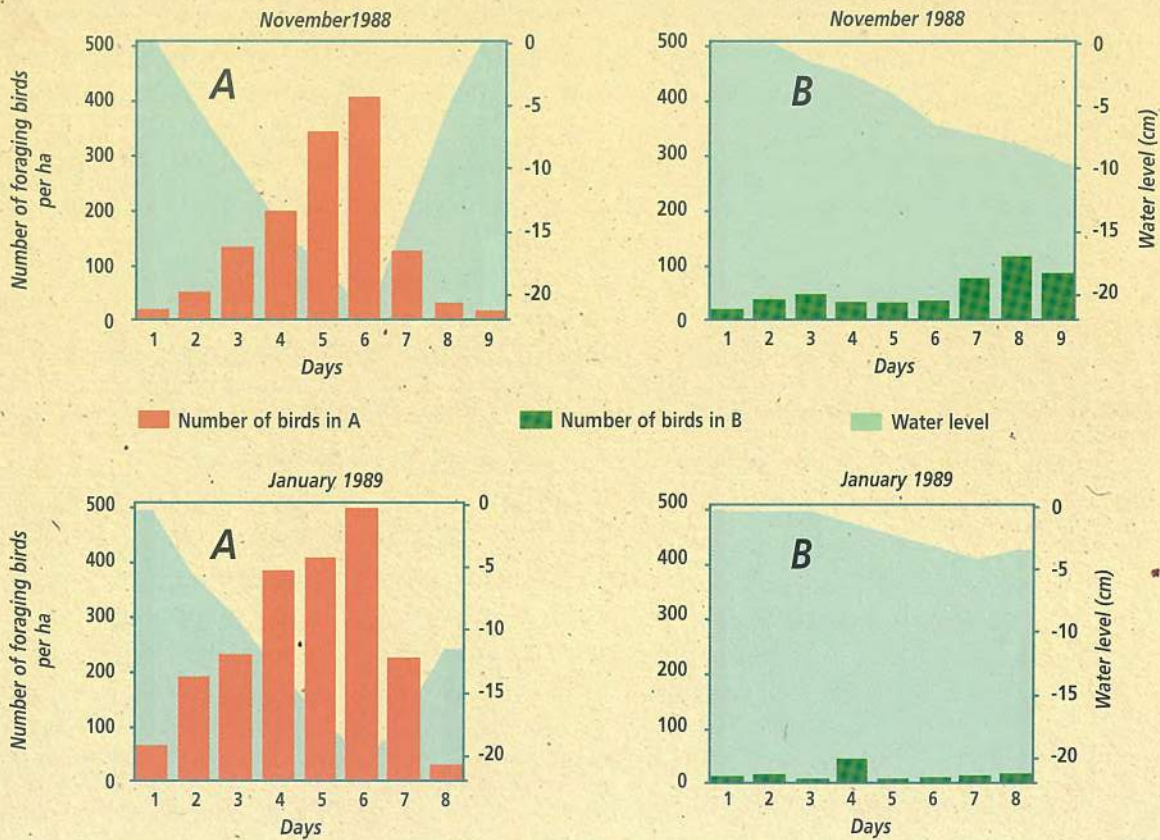 November1988
November 1988
Number of foraging birds
per ha
500
400
300
200
100
0
A
0
-5
-10
-15
-20
1 2 3 4 5 6 7 8 9
Days
500
400
300
200
100
0
B
0
-5
-10
-15
-20
Water level (cm)
1 2 3 4 5 6 7 8 9
Days
Number of birds in A
Number of birds in B
Water level
January 1989
January 1989
Number of foraging birds
per ha
500
400
300
200
100
0
A
0
-5
-10
-15
-20
1 2 3 4 5 6 7 8
Days
500
400
300
200
100
0
B
0
-5
-10
-15
-20
Water level (cm)
1 2 3 4 5 6 7 8
Days